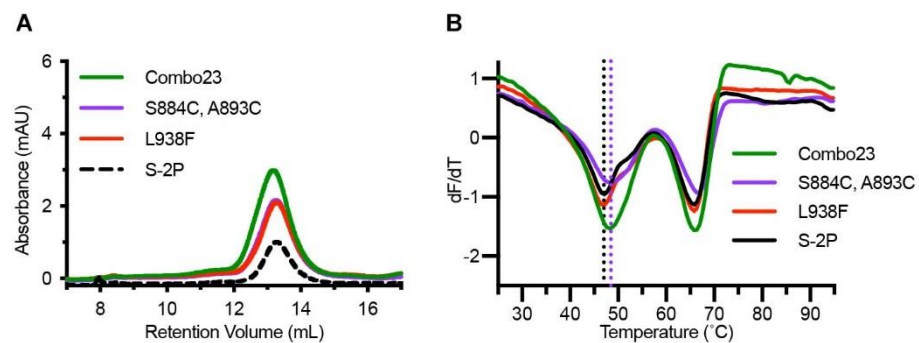 A
Absorbance (mAU)
6
4
2
0
Combo23
S884C, A893C
L938F
S-2P
8 10 12 14 16
Retention Volume (mL)
B
dF/dT
1
0
-1
-2
Combo23
S884C, A893C
L938F
S-2P
30 40 50 60 70 80 90
Temperature (˚C)